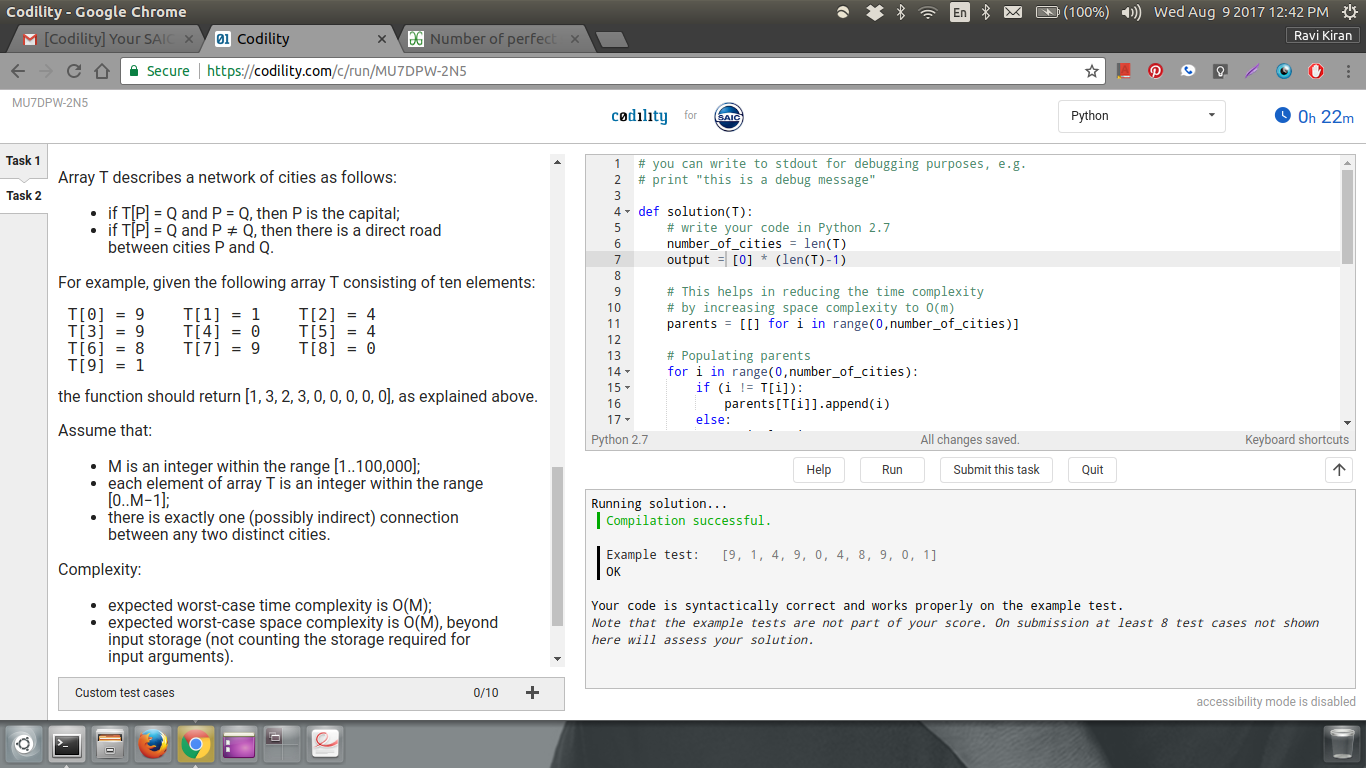 Codility - Google Chrome
En
(100%)
Wed Aug 9 2017 12:42 PM
[Codility] Your SAIC
Codility
Number of perfect
Ravi Kiran
Secure
https://codility.com/c/run/MU7DPW-2N5
MU7DPW-2N5
codility for SAIC
Python
0h 22m
Task 1
Task 2
Array T describes a network of cities as follows:
• if T[P] = Q and P = Q, then P is the capital;
• if T[P] = Q and P ≠ Q, then there is a direct road
between cities P and Q.
For example, given the following array T consisting of ten elements:
T[0] = 9 T[1] = 1 T[2] = 4
T[3] = 9 T[4] = 0 T[5] = 4
T[6] = 8 T[7] = 9 T[8] = 0
T[9] = 1
the function should return [1, 3, 2, 3, 0, 0, 0, 0, 0], as explained above.
Assume that:
• M is an integer within the range [1..100,000];
• each element of array T is an integer within the range
[0..M−1];
• there is exactly one (possibly indirect) connection
between any two distinct cities.
Complexity:
• expected worst-case time complexity is O(M);
• expected worst-case space complexity is O(M), beyond
input storage (not counting the storage required for
input arguments).
Custom test cases 0/10 +
1 # you can write to stdout for debugging purposes, e.g.
2 # print "this is a debug message"
3
4 def solution(T):
5 # write your code in Python 2.7
6 number_of_cities = len(T)
7 output = [0] * (len(T)-1)
8
9 # This helps in reducing the time complexity
10 # by increasing space complexity to O(m)
11 parents = [[] for i in range(0,number_of_cities)]
12
13 # Populating parents
14 for i in range(0,number_of_cities):
15 if (i != T[i]):
16 parents[T[i]].append(i)
17 else:
Python 2.7 All changes saved. Keyboard shortcuts
Help Run Submit this task Quit
Running solution...
Compilation successful.
Example test: [9, 1, 4, 9, 0, 4, 8, 9, 0, 1]
OK
Your code is syntactically correct and works properly on the example test.
Note that the example tests are not part of your score. On submission at least 8 test cases not shown
here will assess your solution.
accessibility mode is disabled